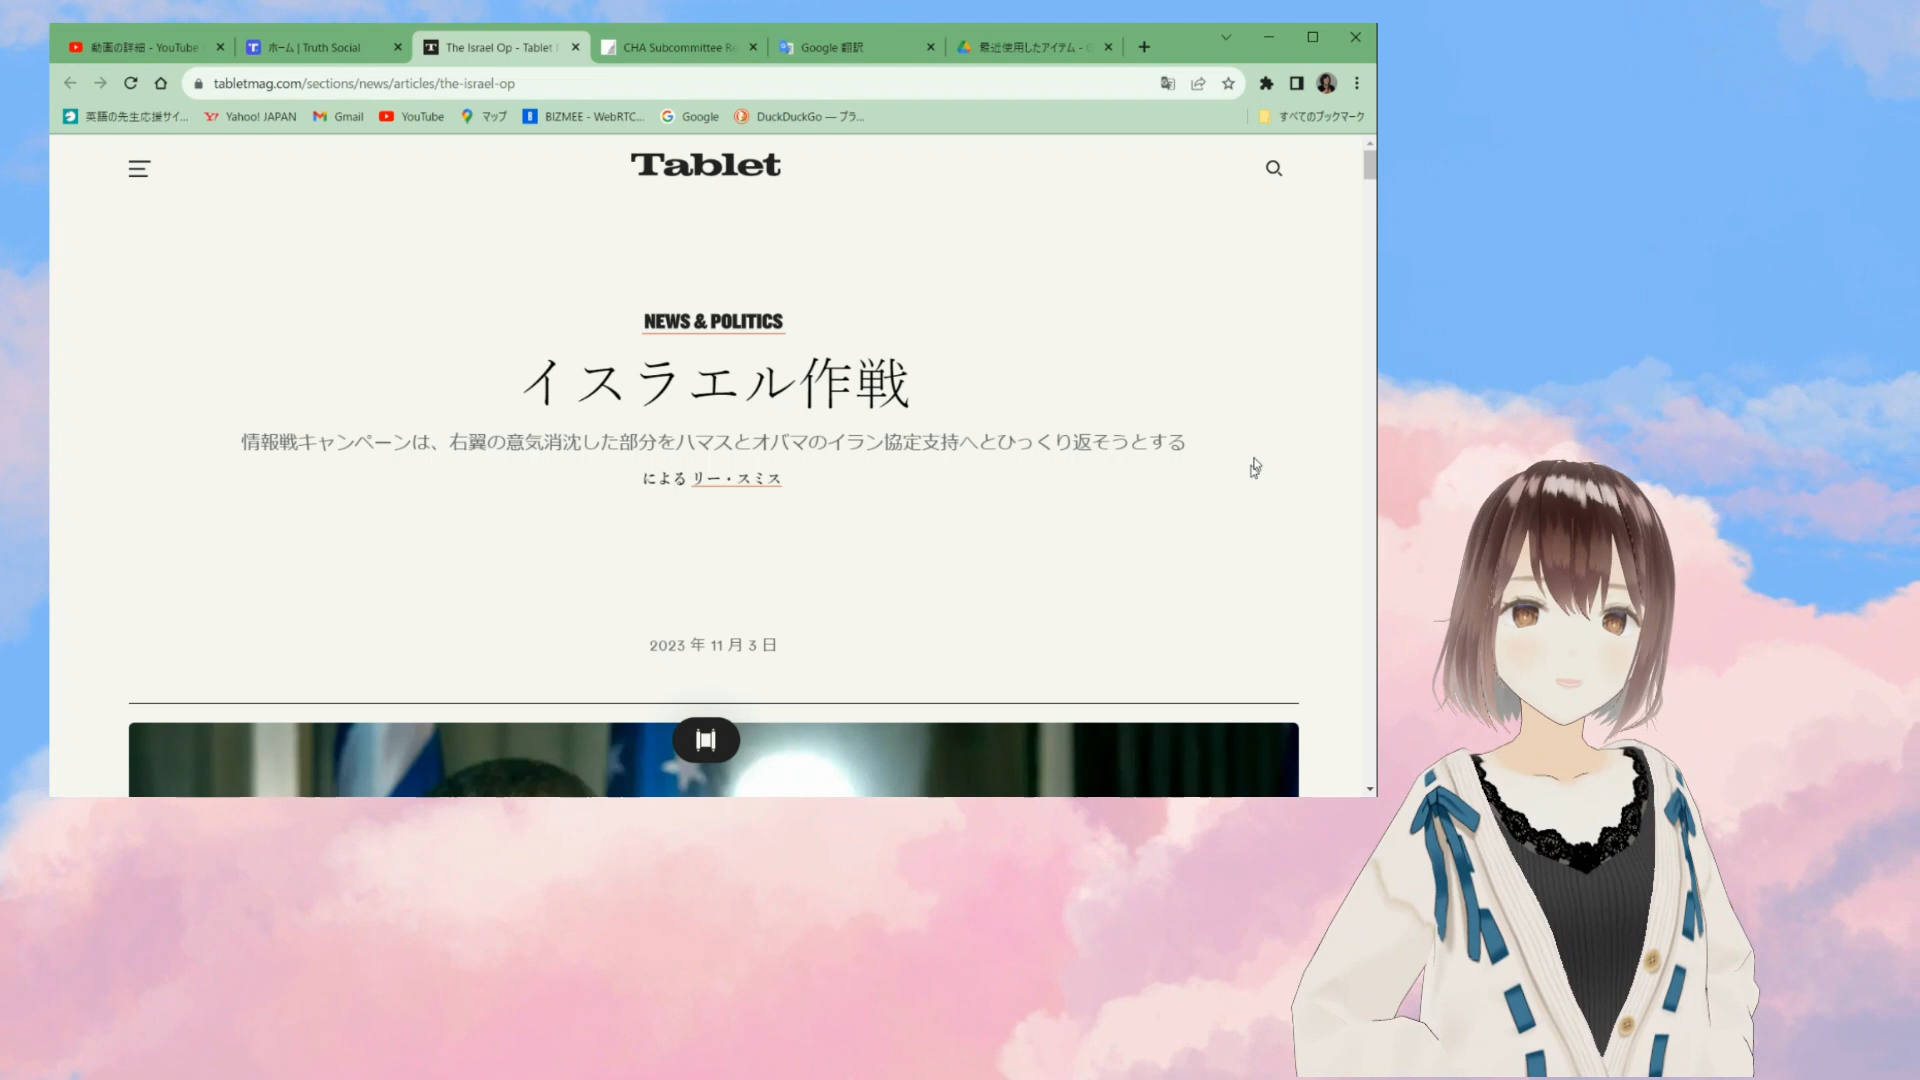 動画の詳細 - YouTube
ホーム | Truth Social
The Israel Op - Tablet
CHA Subcommittee Re
Google 翻訳
最近使用したアイテム - G
tabletmag.com/sections/news/articles/the-israel-op
英語の先生応援サイ...
Yahoo! JAPAN
Gmail
YouTube
マップ
BIZMEE - WebRTC...
Google
DuckDuckGo — プラ...
すべてのブックマーク
Tablet
NEWS & POLITICS
イスラエル作戦
情報戦キャンペーンは、右翼の意気消沈した部分をハマスとオバマのイラン協定支持へとひっくり返そうとする
による リー・スミス
2023 年 11 月 3 日